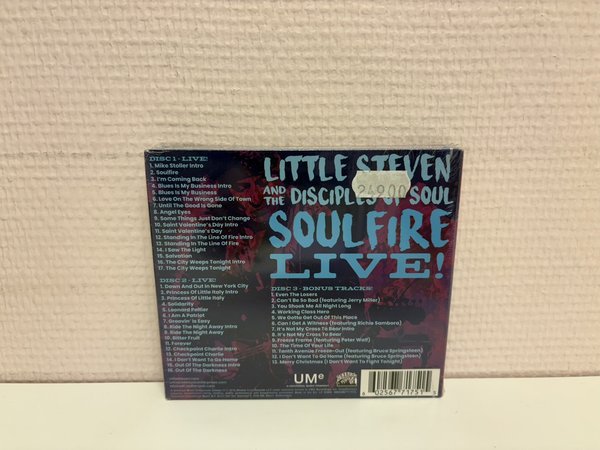 LITTLE STEVEN
AND THE DISCIPLES OF SOUL
249.00
SOULFIRE
LIVE!
DISC 1 - LIVE!
1. Mike Stoller Intro
2. Soulfire
3. I'm Coming Back
4. Blues Is My Business Intro
5. Blues Is My Business
6. Love On The Wrong Side Of Town
7. Until The Good Is Gone
8. Angel Eyes
9. Some Things Just Don't Change
10. Saint Valentine's Day Intro
11. Saint Valentine's Day
12. Standing In The Line Of Fire Intro
13. Standing In The Line Of Fire
14. I Saw The Light
15. Salvation
16. The City Weeps Tonight Intro
17. The City Weeps Tonight
DISC 2 - LIVE!
1. Down And Out In New York City
2. Princess Of Little Italy Intro
3. Princess Of Little Italy
4. Solidarity
5. Leonard Peltier
6. I Am A Patriot
7. Groovin' Is Easy
8. Ride The Night Away Intro
9. Ride The Night Away
10. Bitter Fruit
11. Forever
12. Checkpoint Charlie Intro
13. Checkpoint Charlie
14. I Don't Want To Go Home
15. Out Of The Darkness Intro
16. Out Of The Darkness
DISC 3 - BONUS TRACKS!
1. Even The Losers
2. Can't Be So Bad (featuring Jerry Miller)
3. You Shook Me All Night Long
4. Working Class Hero
5. We Gotta Get Out Of This Place
6. Can I Get A Witness (featuring Richie Sambora)
7. It's Not My Cross To Bear Intro
8. It's Not My Cross To Bear
9. Freeze Frame (featuring Peter Wolf)
10. The Time Of Your Life
11. Tenth Avenue Freeze-Out (featuring Bruce Springsteen)
12. I Don't Want To Go Home (featuring Bruce Springsteen)
13. Merry Christmas (I Don't Want To Fight Tonight)
UMe
6 02567 71751